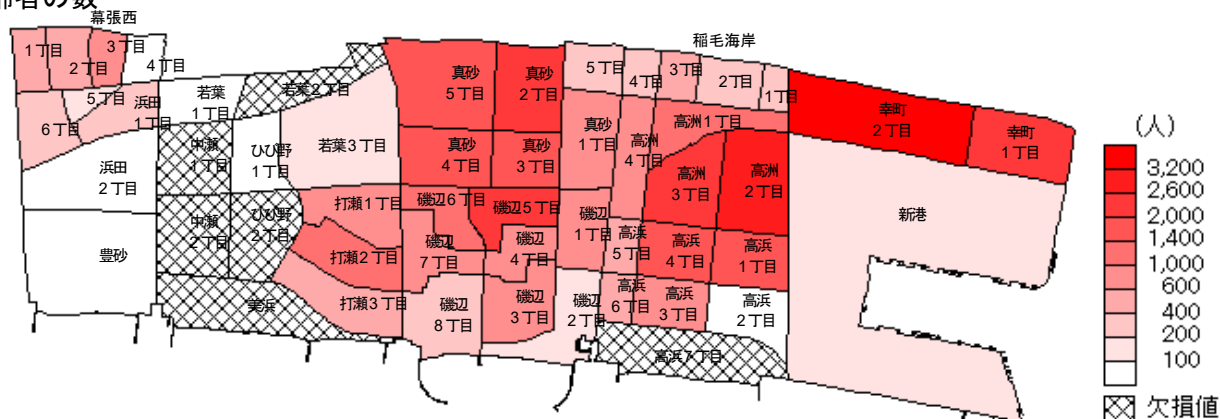 齢者の数
幕張西
稲毛海岸
1丁目
2丁目
3丁目
4丁目
5丁目
6丁目
浜田
1丁目
若葉
1丁目
若葉2丁目
真砂
5丁目
真砂
2丁目
5丁目
4丁目
3丁目
2丁目
1丁目
幸町
2丁目
幸町
1丁目
浜田
2丁目
中瀬
1丁目
ひび野
1丁目
若葉3丁目
真砂
4丁目
真砂
3丁目
真砂
1丁目
高洲
4丁目
高洲1丁目
高洲
3丁目
高洲
2丁目
新港
豊砂
中瀬
2丁目
ひび野
2丁目
打瀬1丁目
打瀬2丁目
打瀬3丁目
美浜
磯辺6丁目
磯辺5丁目
磯辺
7丁目
磯辺
4丁目
磯辺
1丁目
磯辺
8丁目
磯辺
3丁目
磯辺
2丁目
高浜
5丁目
高浜
4丁目
高浜
1丁目
高浜
6丁目
高浜
3丁目
高浜
2丁目
高浜7丁目
(人)
3,200
2,600
2,000
1,400
1,000
600
400
200
100
欠損値